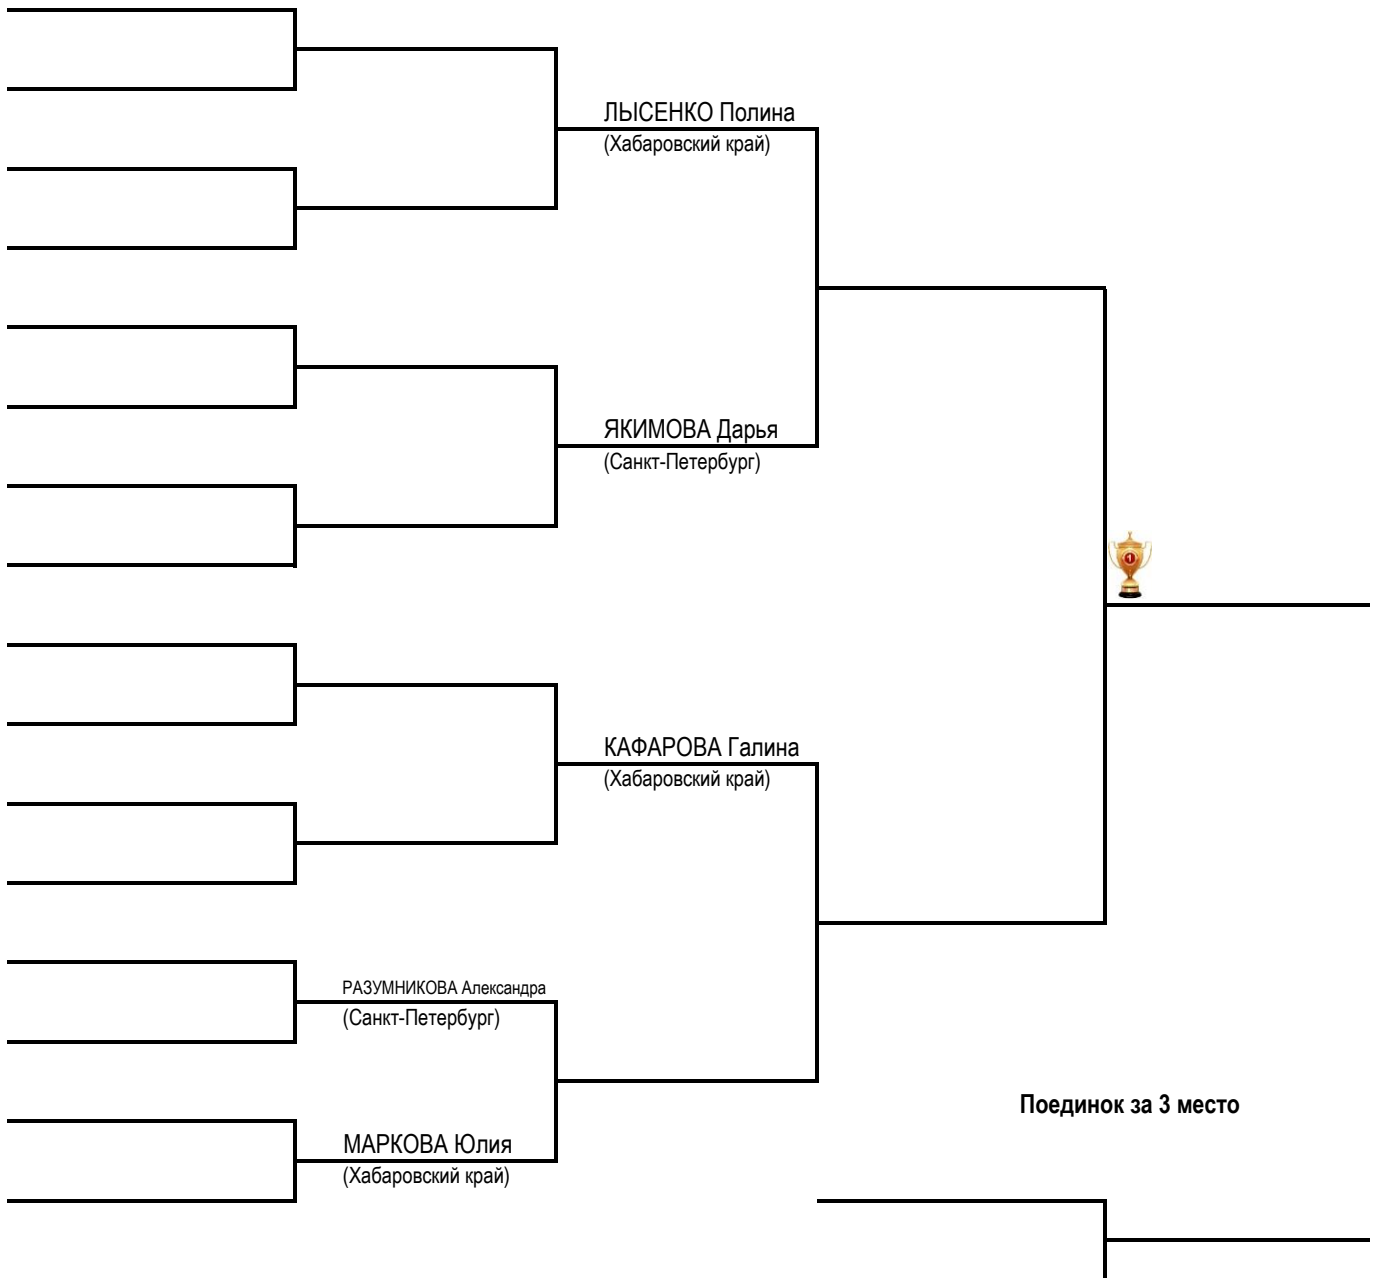 ЛЫСЕНКО Полина
(Хабаровский край)
ЯКИМОВА Дарья
(Санкт-Петербург)
1
КАФАРОВА Галина
(Хабаровский край)
РАЗУМНИКОВА Александра
(Санкт-Петербург)
Поединок за 3 место
МАРКОВА Юлия
(Хабаровский край)